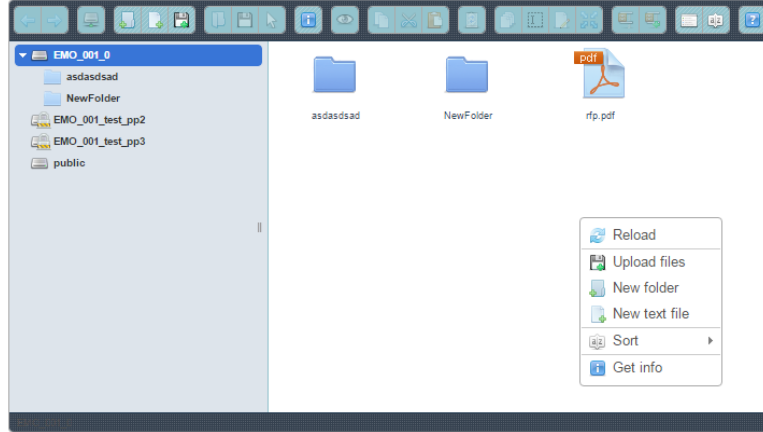 EMO_001_0
asdasdsad
NewFolder
EMO_001_test_pp2
EMO_001_test_pp3
public
asdasdsad
NewFolder
pdf
rfp.pdf
Reload
Upload files
New folder
New text file
a z Sort
Get info